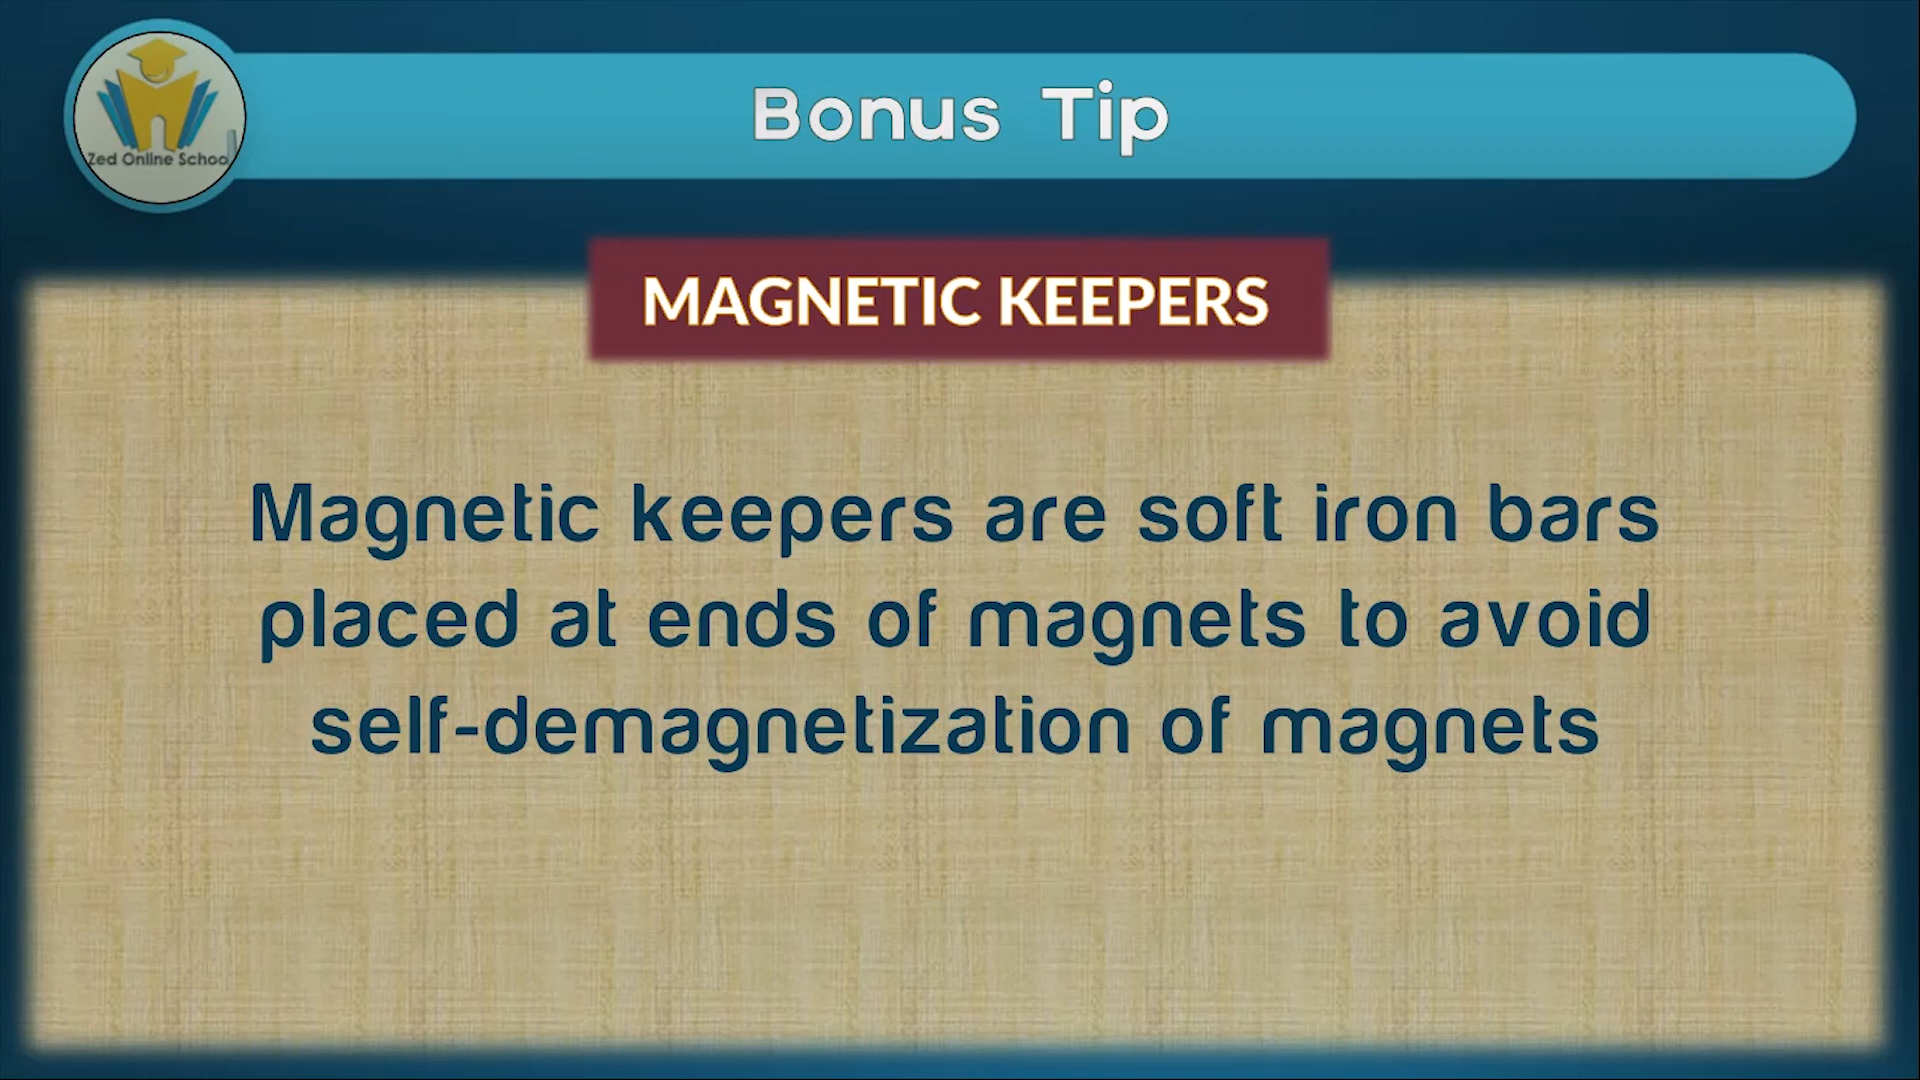 Bonus Tip
Zed Online School
MAGNETIC KEEPERS
Magnetic keepers are soft iron bars
placed at ends of magnets to avoid
self-demagnetization of magnets